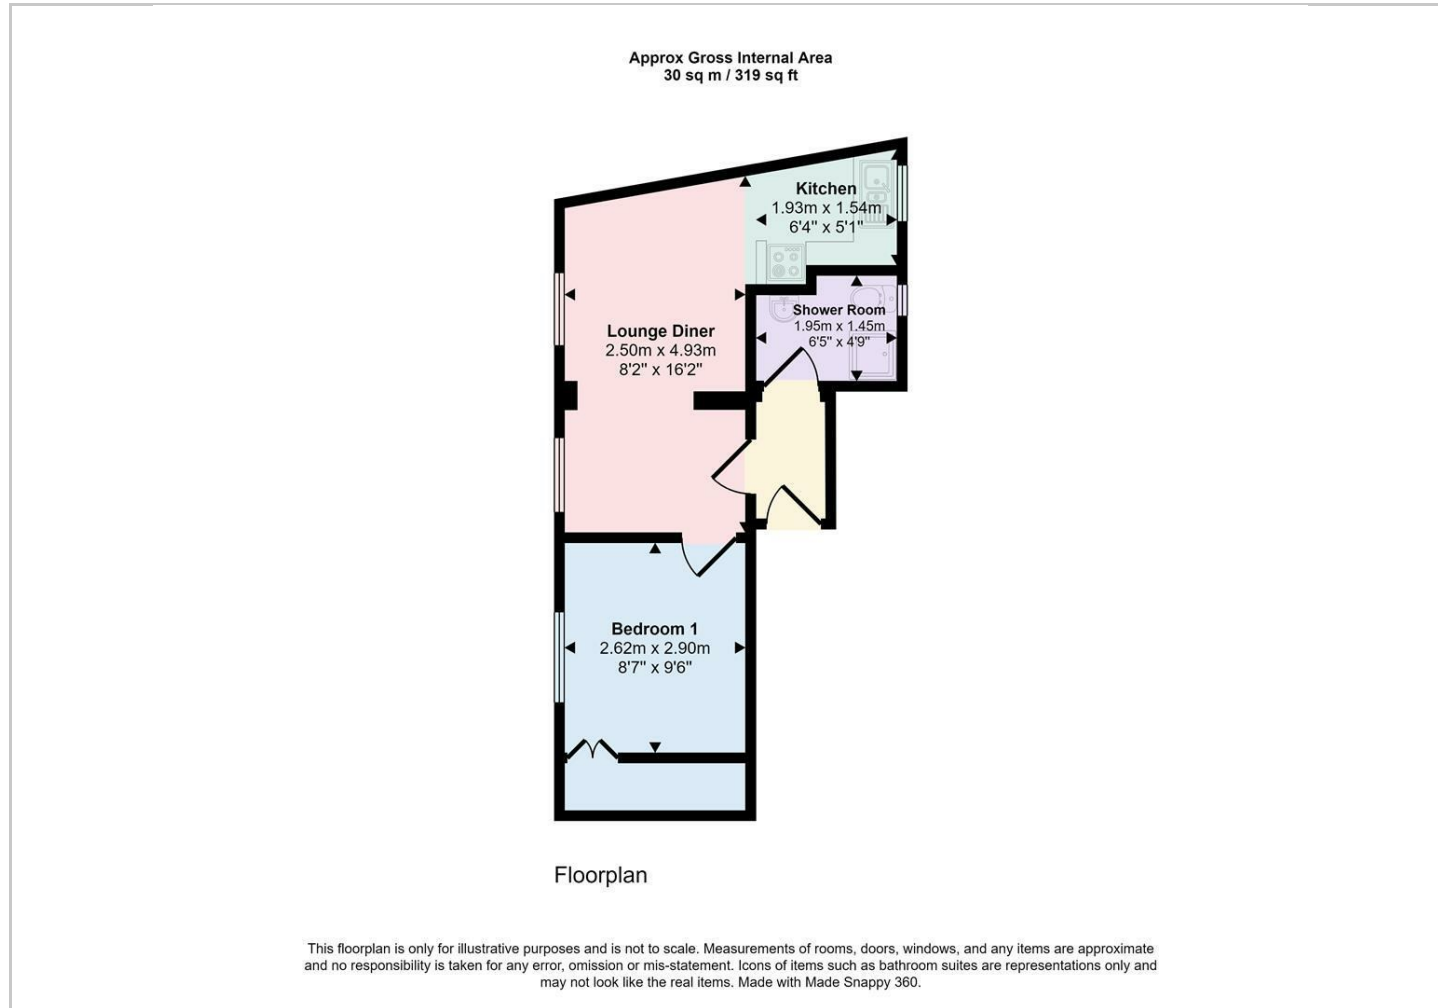 Approx Gross Internal Area
30 sq m / 319 sq ft
Kitchen
1.93m x 1.54m
6'4" x 5'1"
Shower Room
1.95m x 1.45m
6'5" x 4'9"
Lounge Diner
2.50m x 4.93m
8'2" x 16'2"
Bedroom 1
2.62m x 2.90m
8'7" x 9'6"
Floorplan
This floorplan is only for illustrative purposes and is not to scale. Measurements of rooms, doors, windows, and any items are approximate
and no responsibility is taken for any error, omission or mis-statement. Icons of items such as bathroom suites are representations only and
may not look like the real items. Made with Made Snappy 360.